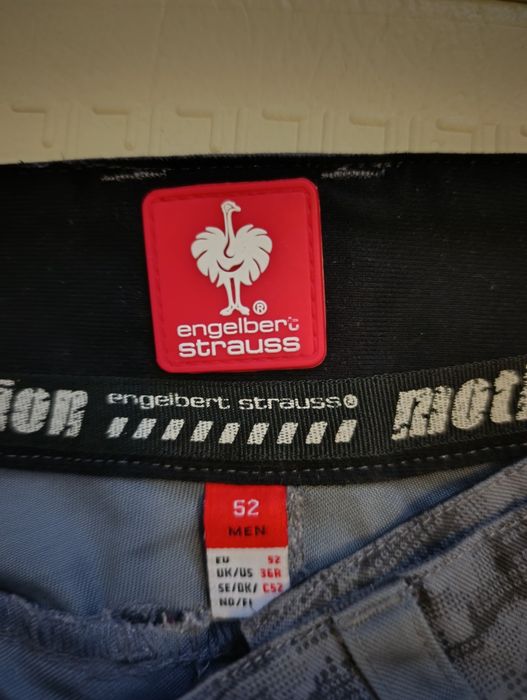 ®
engelbert
strauss
engelbert strauss®
52
MEN
EU 52
UK/US 36R
SE/DK/ C52
NO/FI